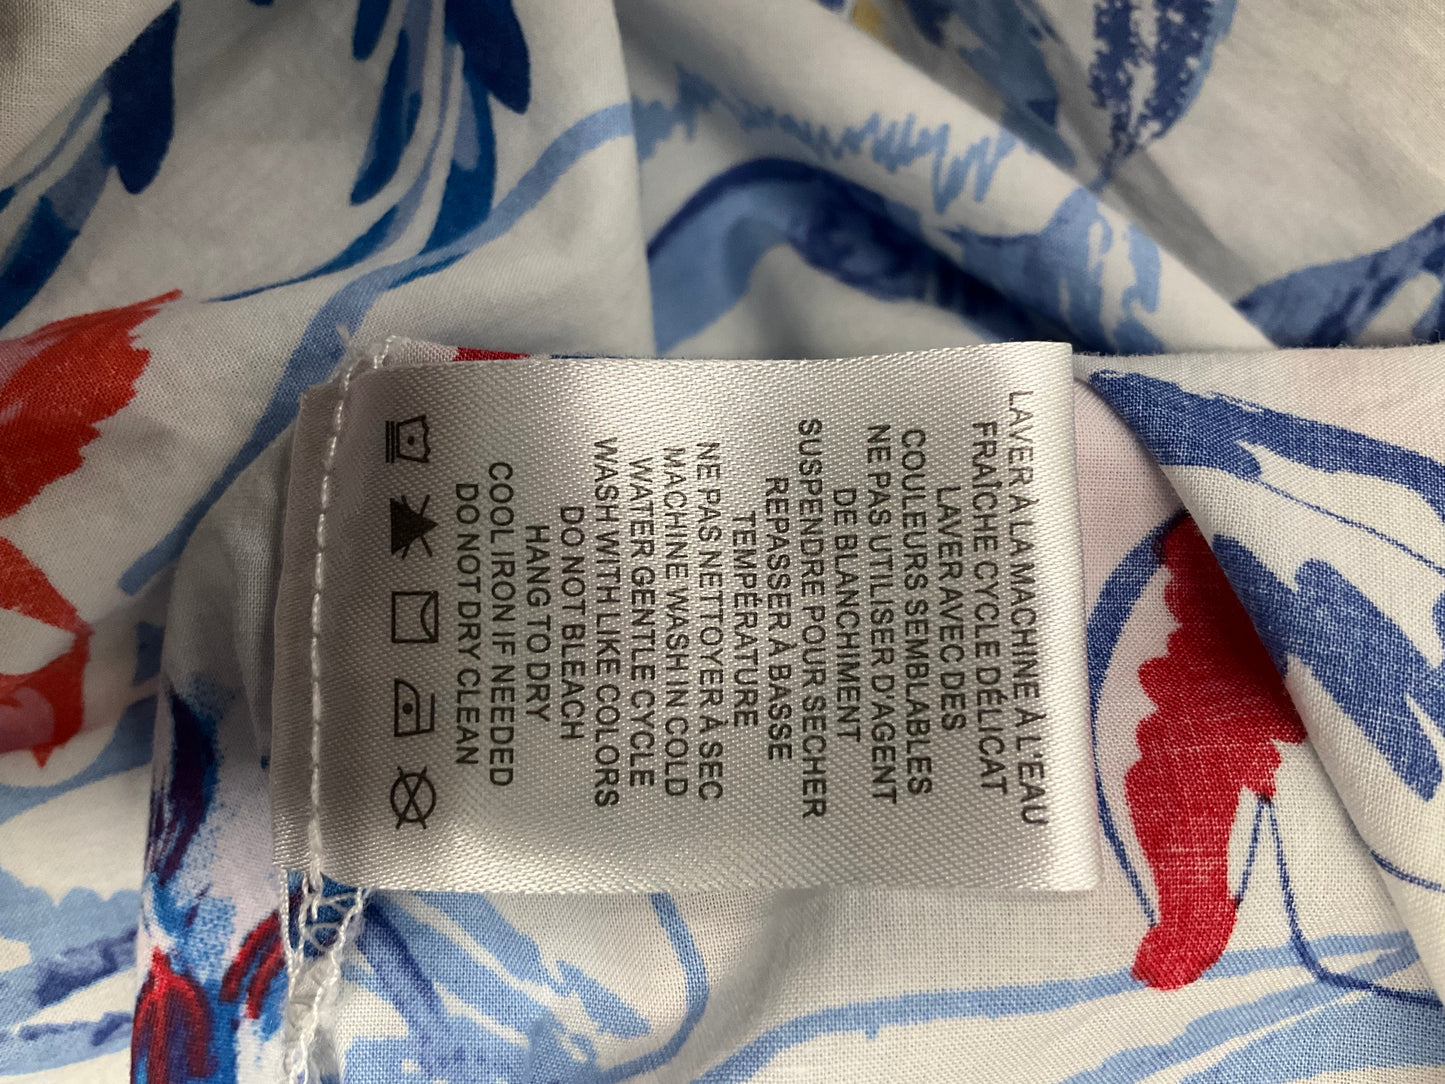 LAVER À LA MACHINE À L'EAU
FRAÎCHE CYCLE DÉLICAT
LAVER AVEC DES
COULEURS SEMBLABLES
NE PAS UTILISER D'AGENT
DE BLANCHIMENT
SUSPENDRE POUR SECHER
REPASSER À BASSE
TEMPÉRATURE
NE PAS NETTOYER À SEC
MACHINE WASH IN COLD
WATER GENTLE CYCLE
WASH WITH LIKE COLORS
DO NOT BLEACH
HANG TO DRY
COOL IRON IF NEEDED
DO NOT DRY CLEAN